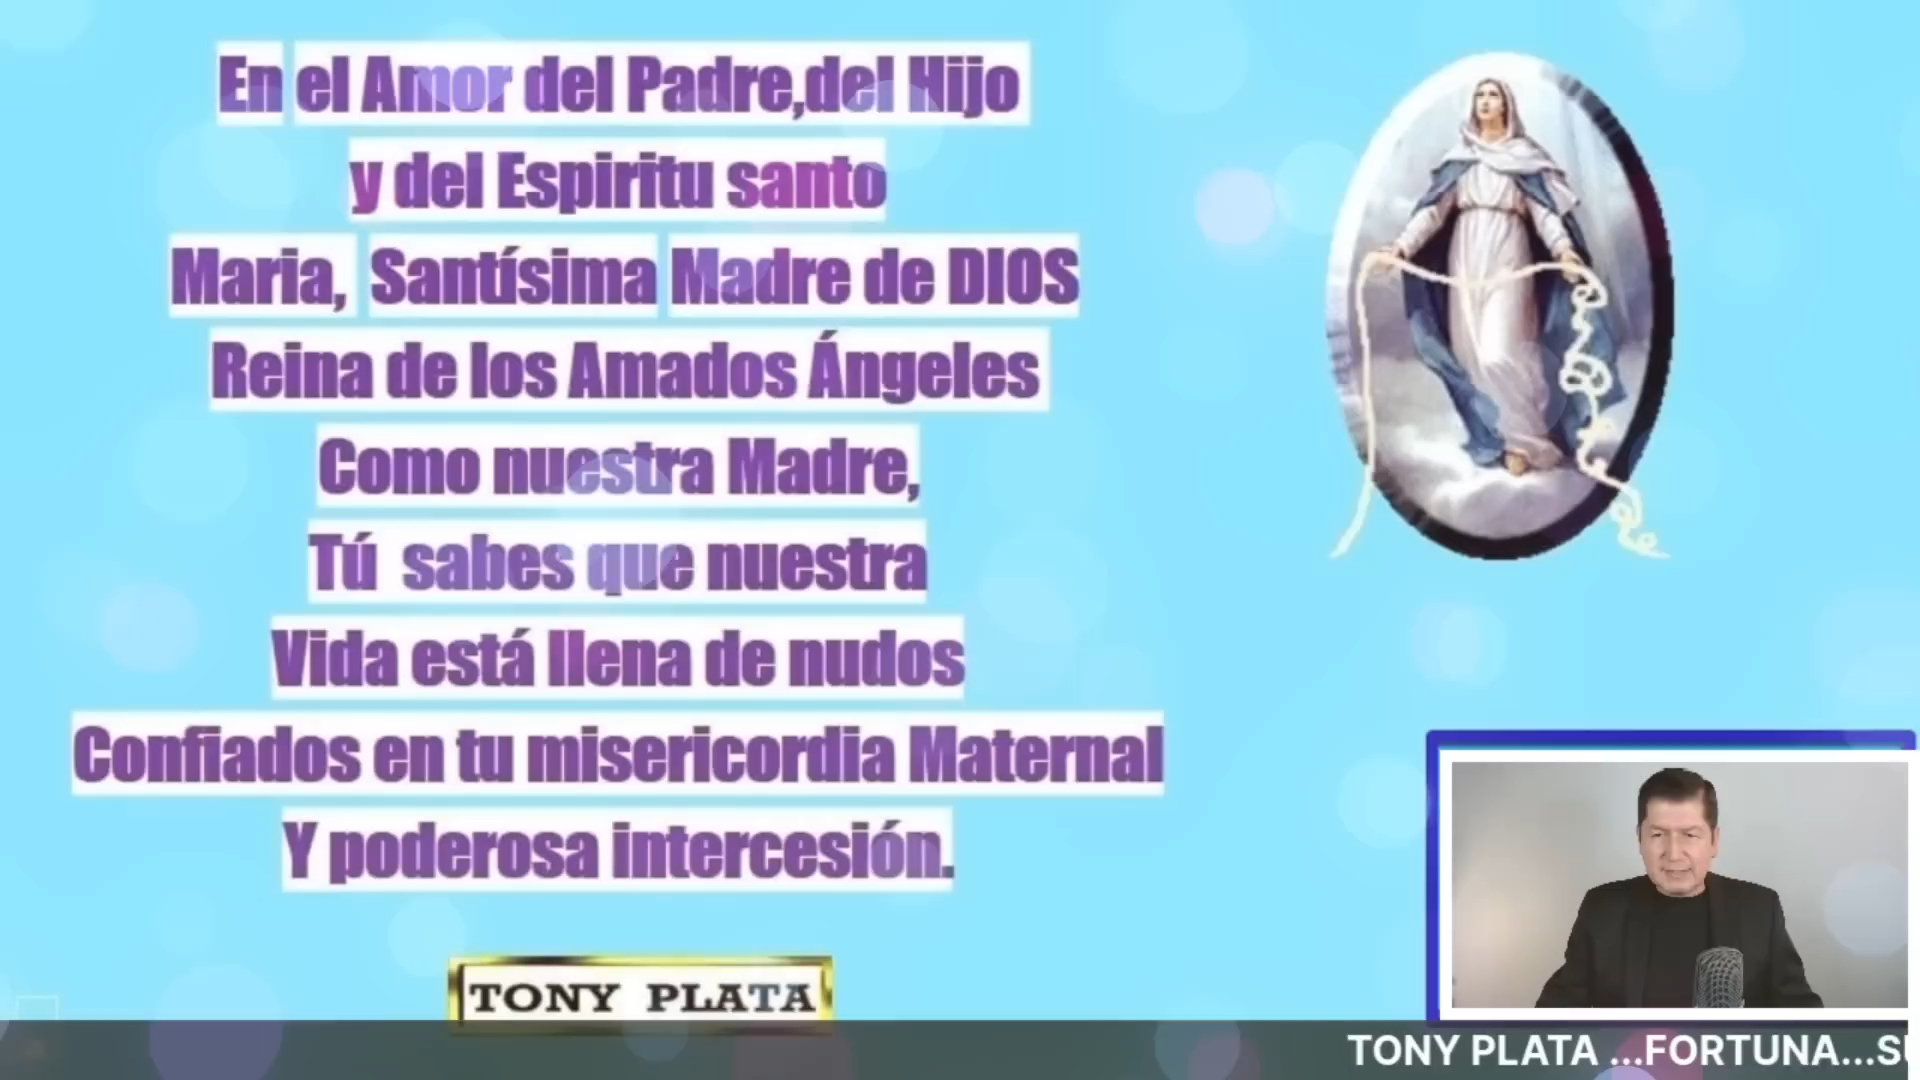 En el Amor del Padre,del Hijo
y del Espiritu santo
Maria, Santísima Madre de DIOS
Reina de los Amados Ángeles
Como nuestra Madre,
Tú sabes que nuestra
Vida está llena de nudos
Confiados en tu misericordia Maternal
Y poderosa intercesión.
TONY PLATA
TONY PLATA ...FORTUNA...